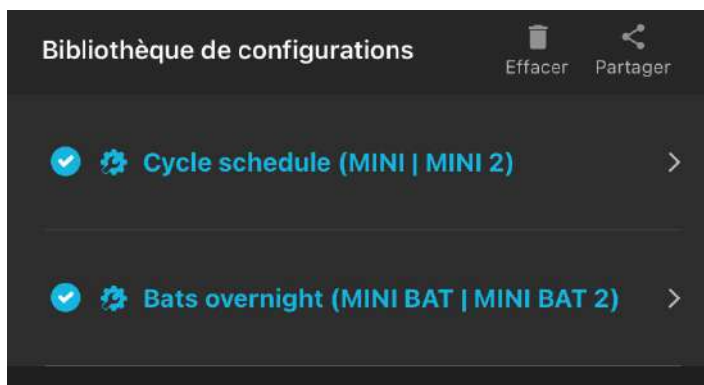 Bibliothèque de configurations
Effacer
Partager
Cycle schedule (MINI | MINI 2)
Bats overnight (MINI BAT | MINI BAT 2)